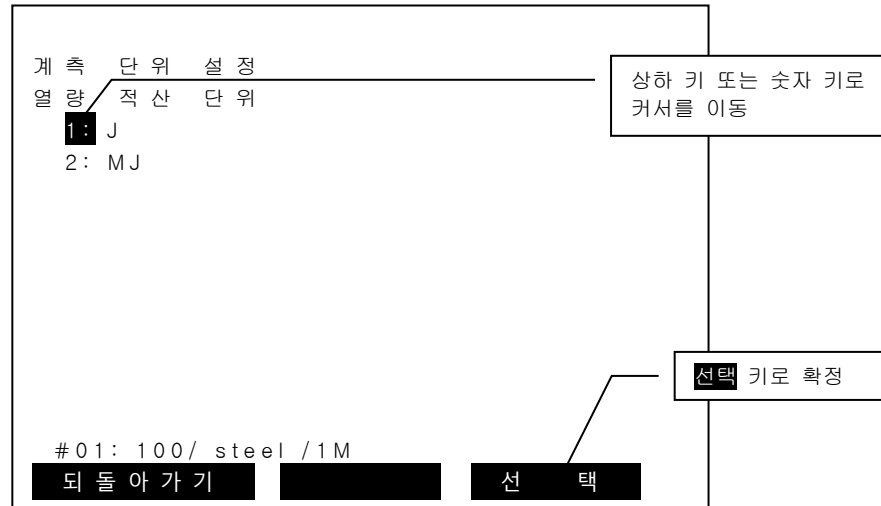 계측 단위 설정
열량 적산 단위
1: J
2: MJ
상하 키 또는 숫자 키로
커서를 이동
선택 키로 확정
#01: 100/ steel /1M
되돌아가기 선 택